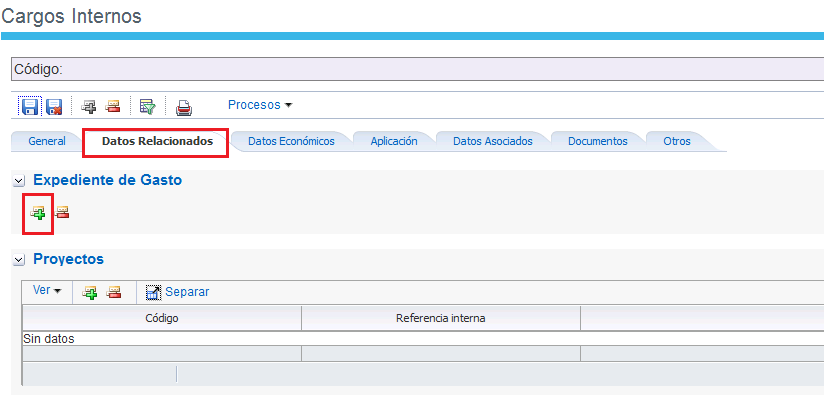 Cargos Internos
Código:
Procesos
General Datos Relacionados Datos Económicos Aplicación Datos Asociados Documentos Otros
Expediente de Gasto
Proyectos
Ver Separar
Código Referencia interna
Sin datos